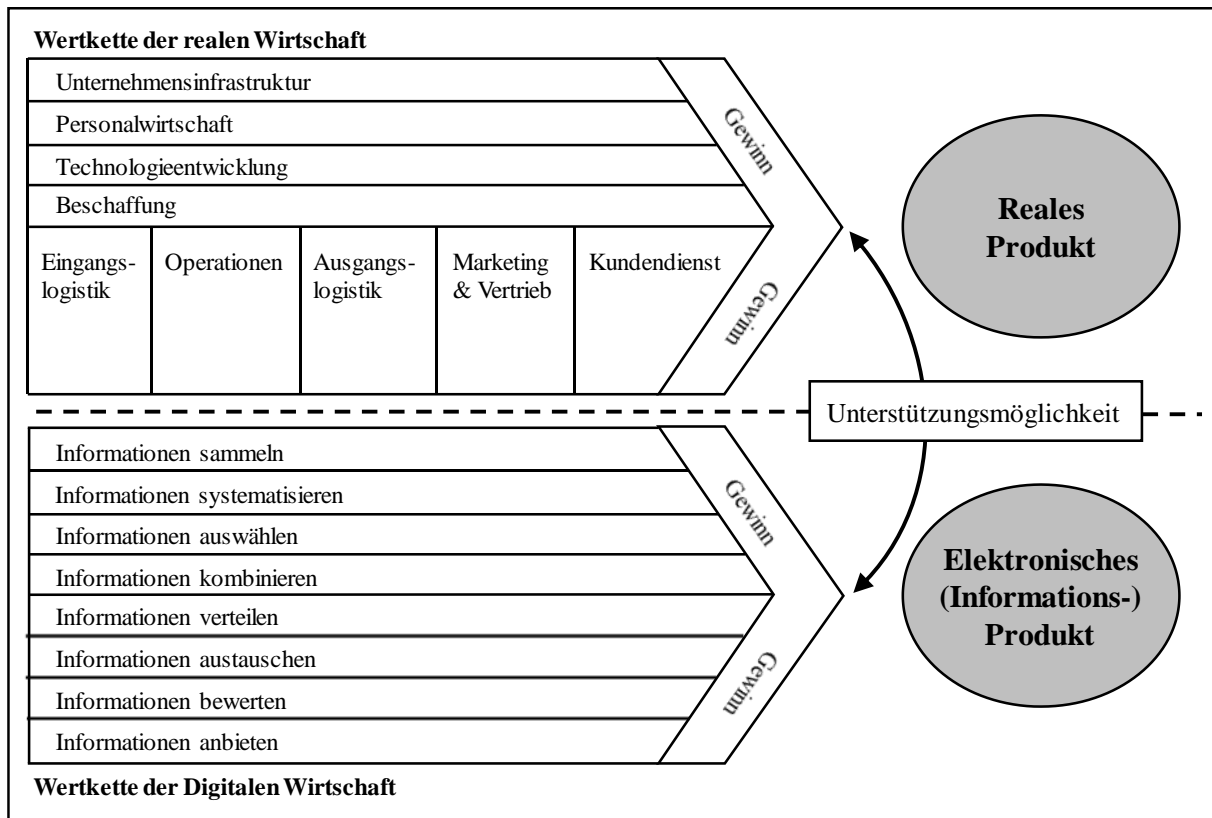 Wertkette der realen Wirtschaft
Unternehmensinfrastruktur
Personalwirtschaft
Technologieentwicklung
Beschaffung
Eingangs-
logistik
Operationen
Ausgangs-
logistik
Marketing
& Vertrieb
Kundendienst
Gewinn
Gewinn
Reales
Produkt
Unterstützungsmöglichkeit
Informationen sammeln
Informationen systematisieren
Informationen auswählen
Informationen kombinieren
Informationen verteilen
Informationen austauschen
Informationen bewerten
Informationen anbieten
Gewinn
Gewinn
Elektronisches
(Informations-)
Produkt
Wertkette der Digitalen Wirtschaft